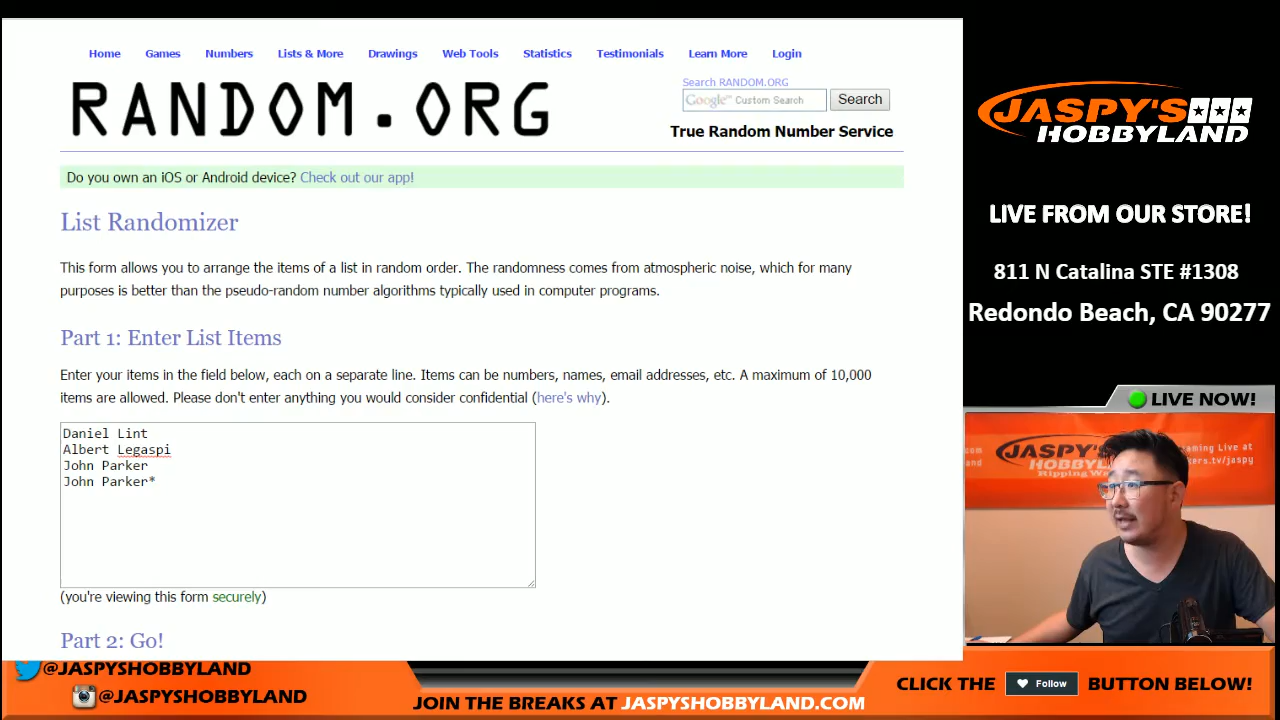 Home Games Numbers Lists & More Drawings Web Tools Statistics Testimonials Learn More Login
RANDOM.ORG
Search RANDOM.ORG
Google™ Custom Search Search
True Random Number Service
Do you own an iOS or Android device? Check out our app!
List Randomizer
This form allows you to arrange the items of a list in random order. The randomness comes from atmospheric noise, which for many
purposes is better than the pseudo-random number algorithms typically used in computer programs.
Part 1: Enter List Items
Enter your items in the field below, each on a separate line. Items can be numbers, names, email addresses, etc. A maximum of 10,000
items are allowed. Please don't enter anything you would consider confidential (here's why).
Daniel Lint
Albert Legaspi
John Parker
John Parker*
(you're viewing this form securely)
Part 2: Go!
JASPY'S
HOBBYLAND
LIVE FROM OUR STORE!
811 N Catalina STE #1308
Redondo Beach, CA 90277
LIVE NOW!
JASPY'S
HOBBYLAND
Live at
.tv/jaspy
@JASPYSHOBBYLAND
@JASPYSHOBBYLAND
JOIN THE BREAKS AT JASPYSHOBBYLAND.COM
CLICK THE Follow BUTTON BELOW!